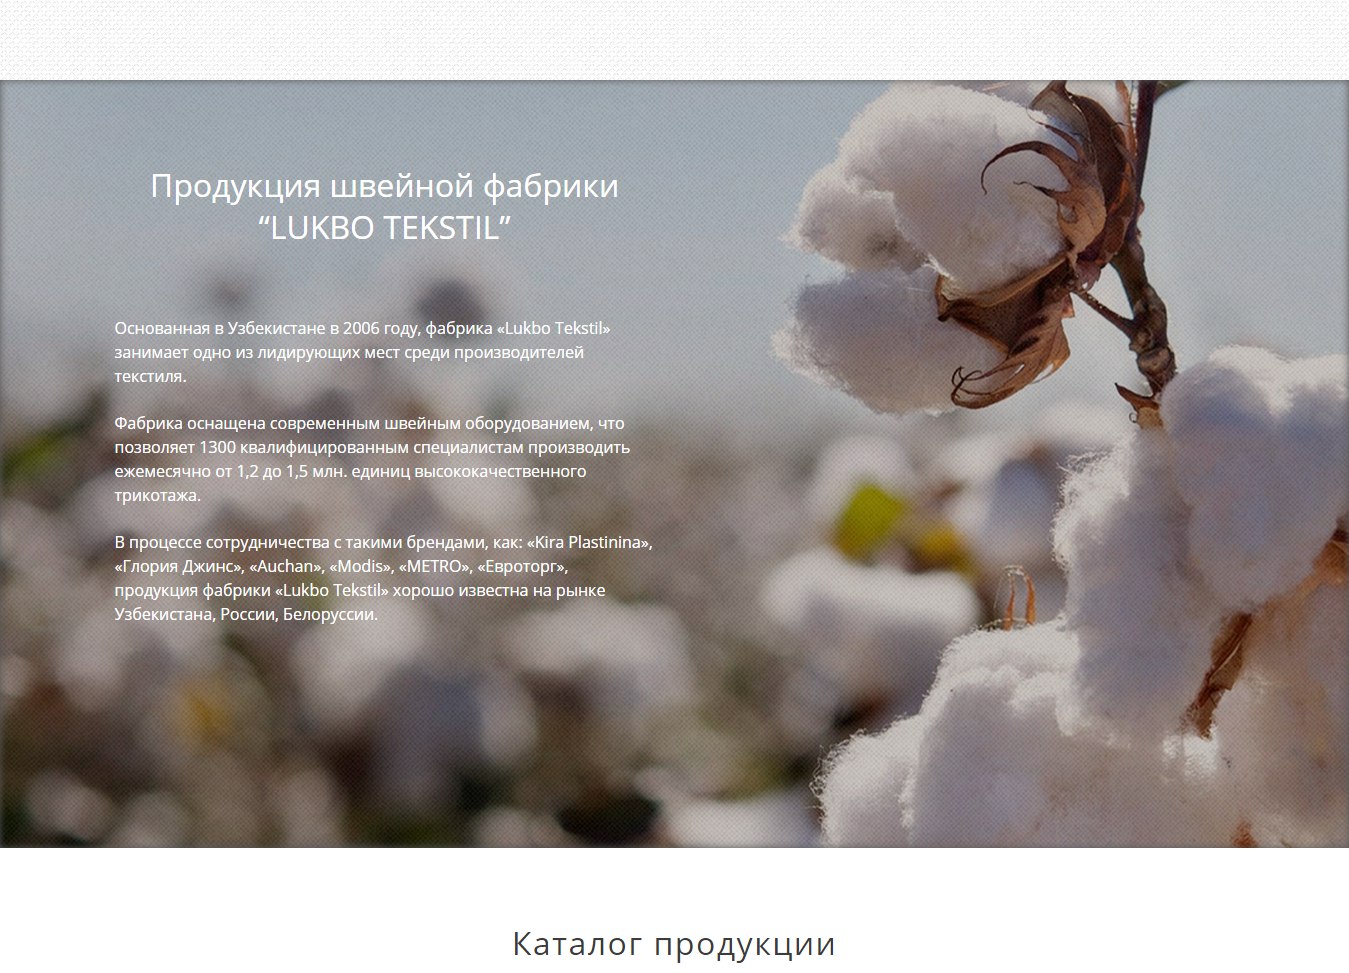 Продукция швейной фабрики
“LUKBO TEKSTIL”
Основанная в Узбекистане в 2006 году, фабрика «Lukbo Tekstil»
занимает одно из лидирующих мест среди производителей
текстиля.
Фабрика оснащена современным швейным оборудованием, что
позволяет 1300 квалифицированным специалистам производить
ежемесячно от 1,2 до 1,5 млн. единиц высококачественного
трикотажа.
В процессе сотрудничества с такими брендами, как: «Kira Plastinina»,
«Глория Джинс», «Auchan», «Modis», «METRO», «Евроторг»,
продукция фабрики «Lukbo Tekstil» хорошо известна на рынке
Узбекистана, России, Белоруссии.
Каталог продукции